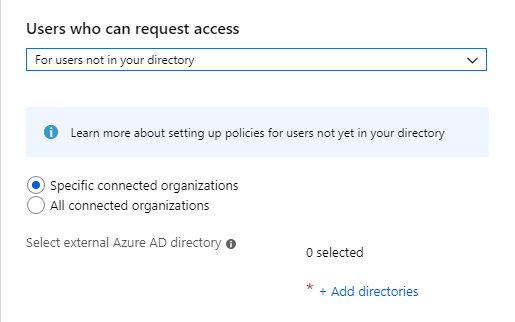 Users who can request access
For users not in your directory
Learn more about setting up policies for users not yet in your directory
Specific connected organizations
All connected organizations
Select external Azure AD directory
0 selected
* + Add directories